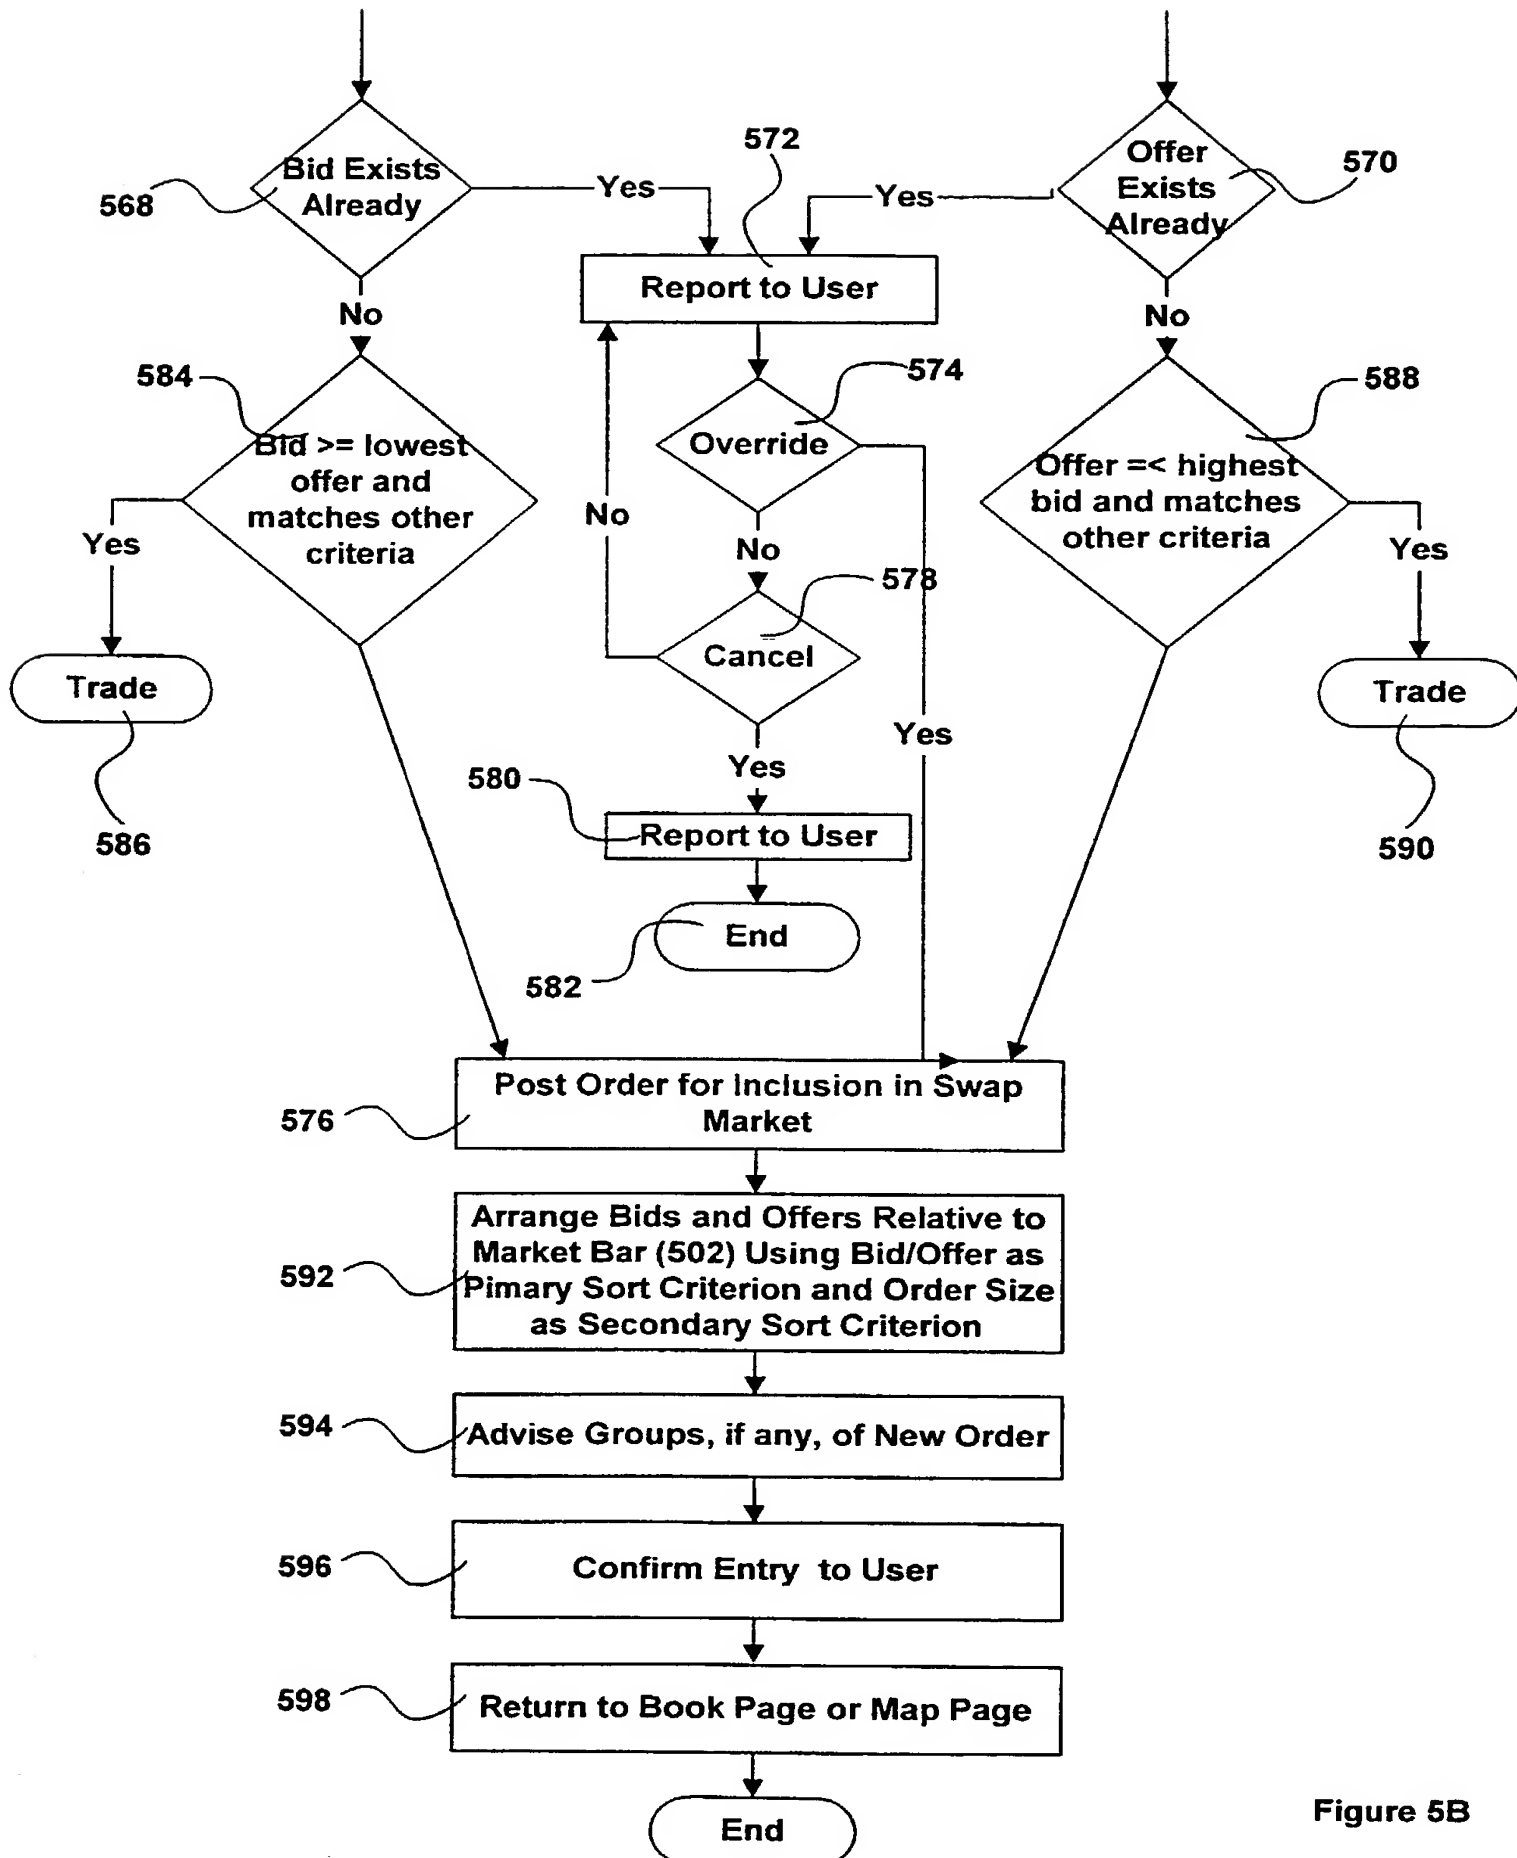 572
Bid Exists
Already
568
Yes
Offer
Exists
Already
570
Yes
Report to User
No
No
584
574
588
Bid >= lowest
offer and
matches other
criteria
Override
Offer =< highest
bid and matches
other criteria
No
Yes
No
Yes
578
Cancel
Trade
Trade
Yes
Yes
580
Report to User
586
590
End
582
Post Order for Inclusion in Swap
Market
576
Arrange Bids and Offers Relative to
Market Bar (502) Using Bid/Offer as
Pimary Sort Criterion and Order Size
as Secondary Sort Criterion
592
594
Advise Groups, if any, of New Order
596
Confirm Entry to User
598
Return to Book Page or Map Page
End
Figure 5B